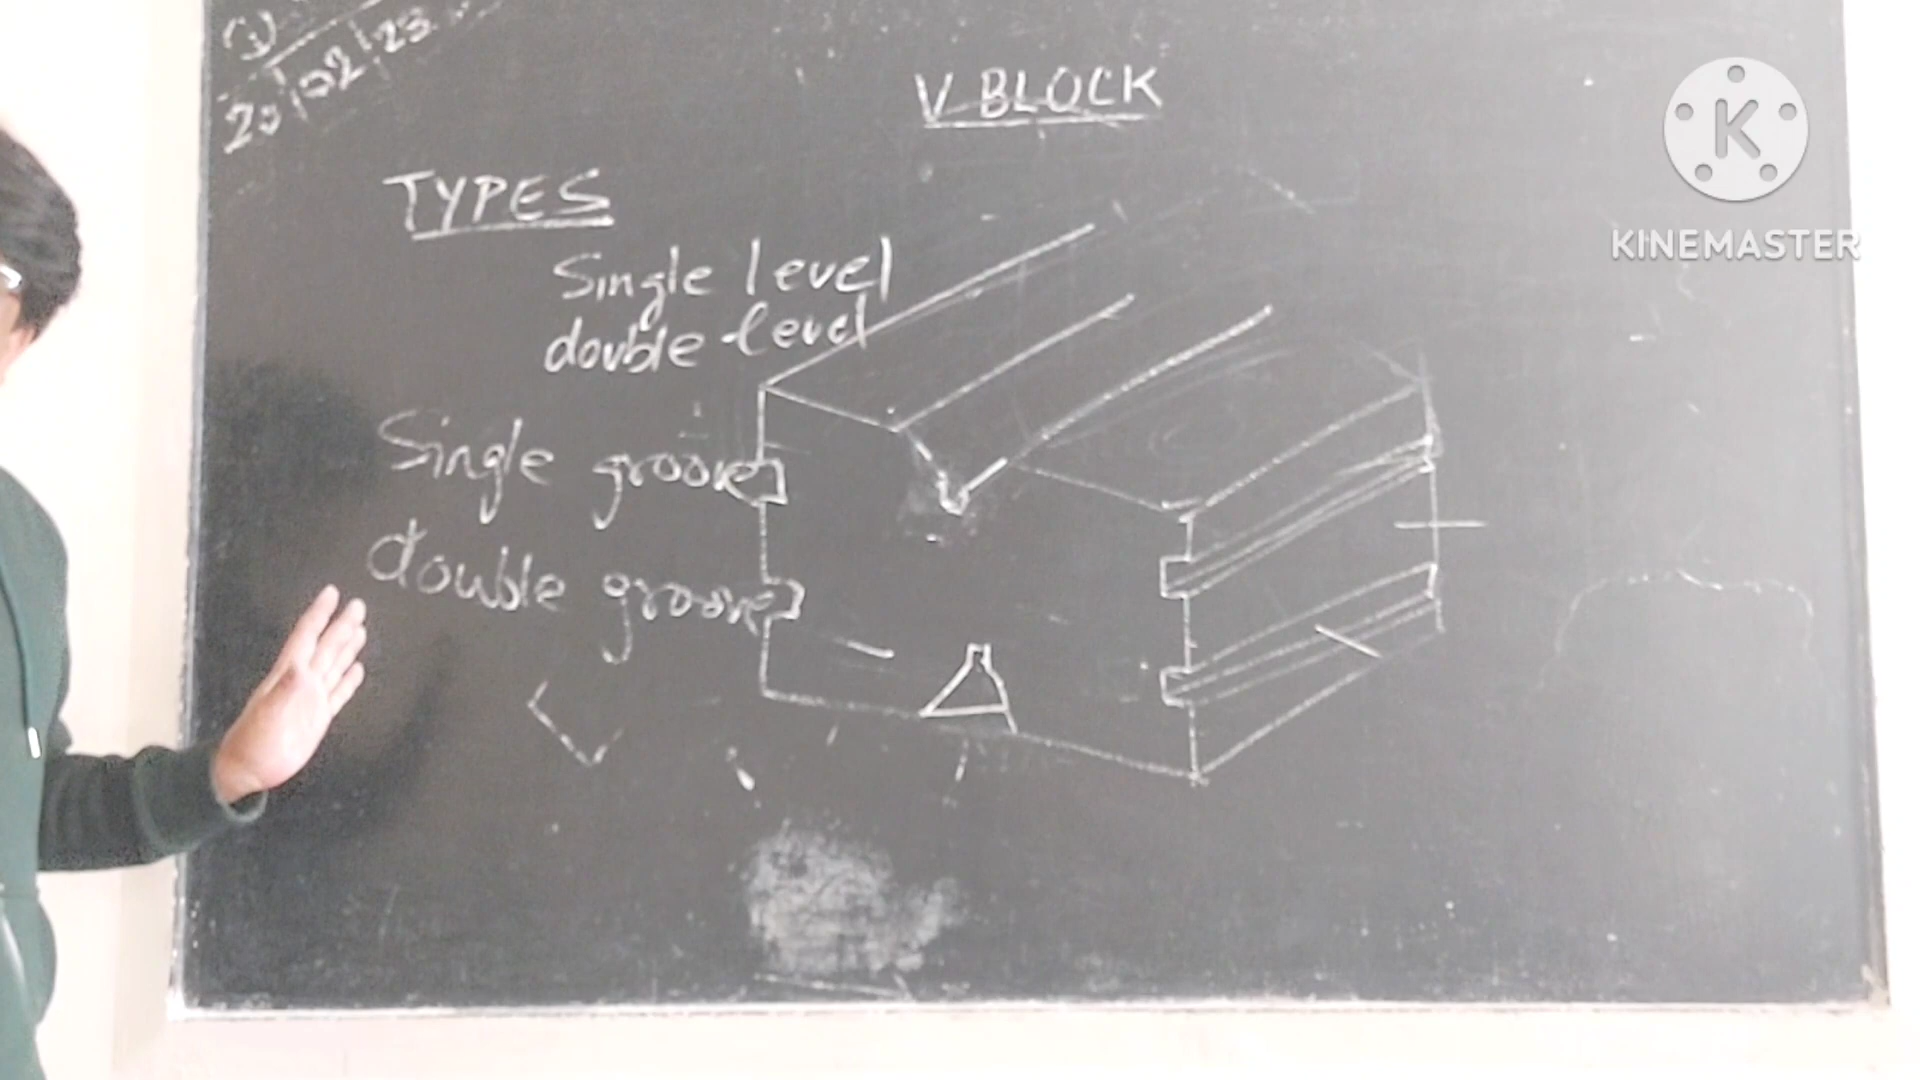 20/02/23
V BLOCK
K
KINEMASTER
TYPES
Single level
double level
Single groove
double groove